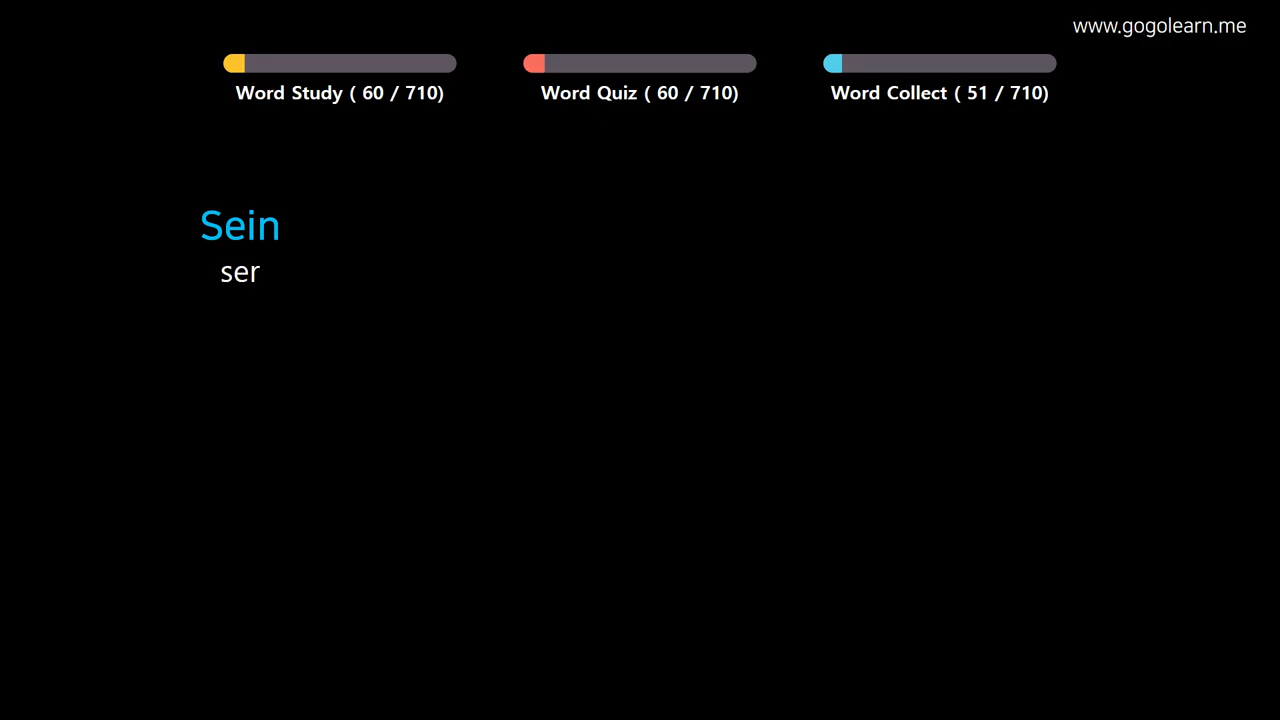 www.gogolearn.me
Word Study ( 60 / 710)
Word Quiz ( 60 / 710)
Word Collect ( 51 / 710)
Sein
ser